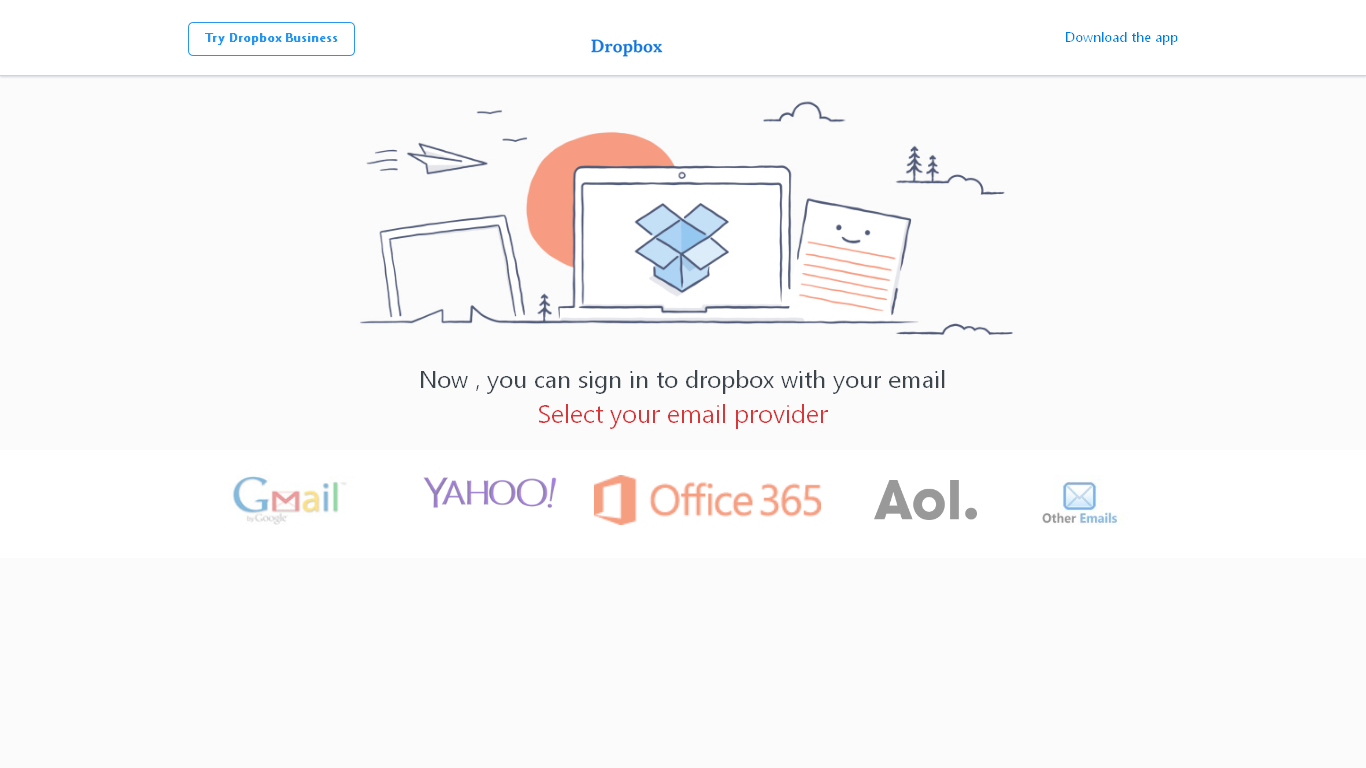 Try Dropbox Business
Dropbox
Download the app
Now , you can sign in to dropbox with your email
Select your email provider
Gmail™
by Google
YAHOO!
Office 365
Aol.
Other Emails